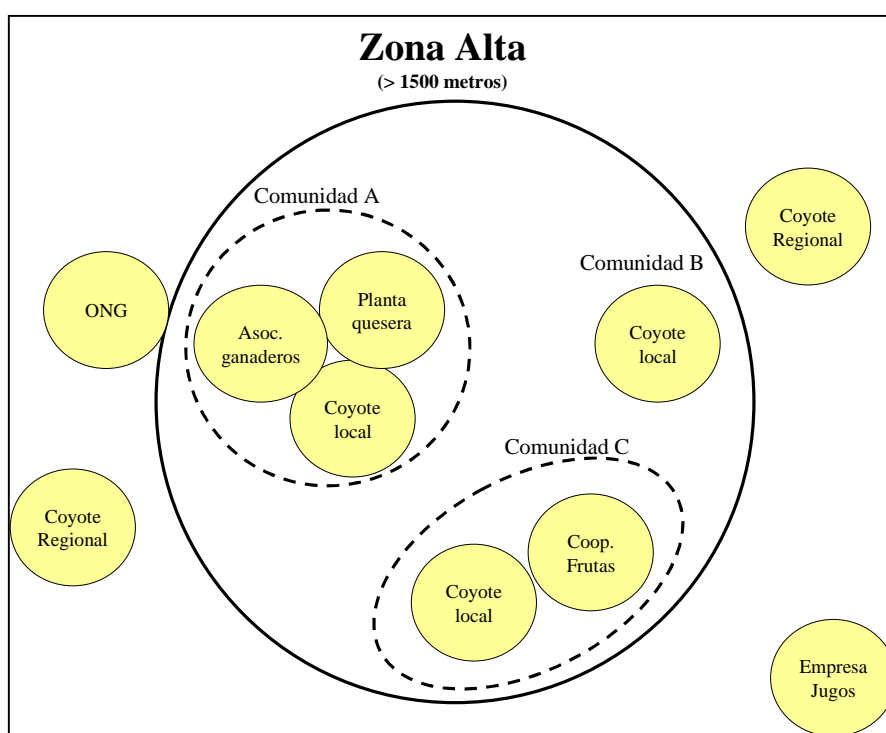 Zona Alta
(> 1500 metros)
Comunidad A
Coyote
Regional
Comunidad B
ONG
Planta
quesera
Asoc.
ganaderos
Coyote
local
Coyote
local
Comunidad C
Coyote
Regional
Coop.
Frutas
Coyote
local
Empresa
Jugos